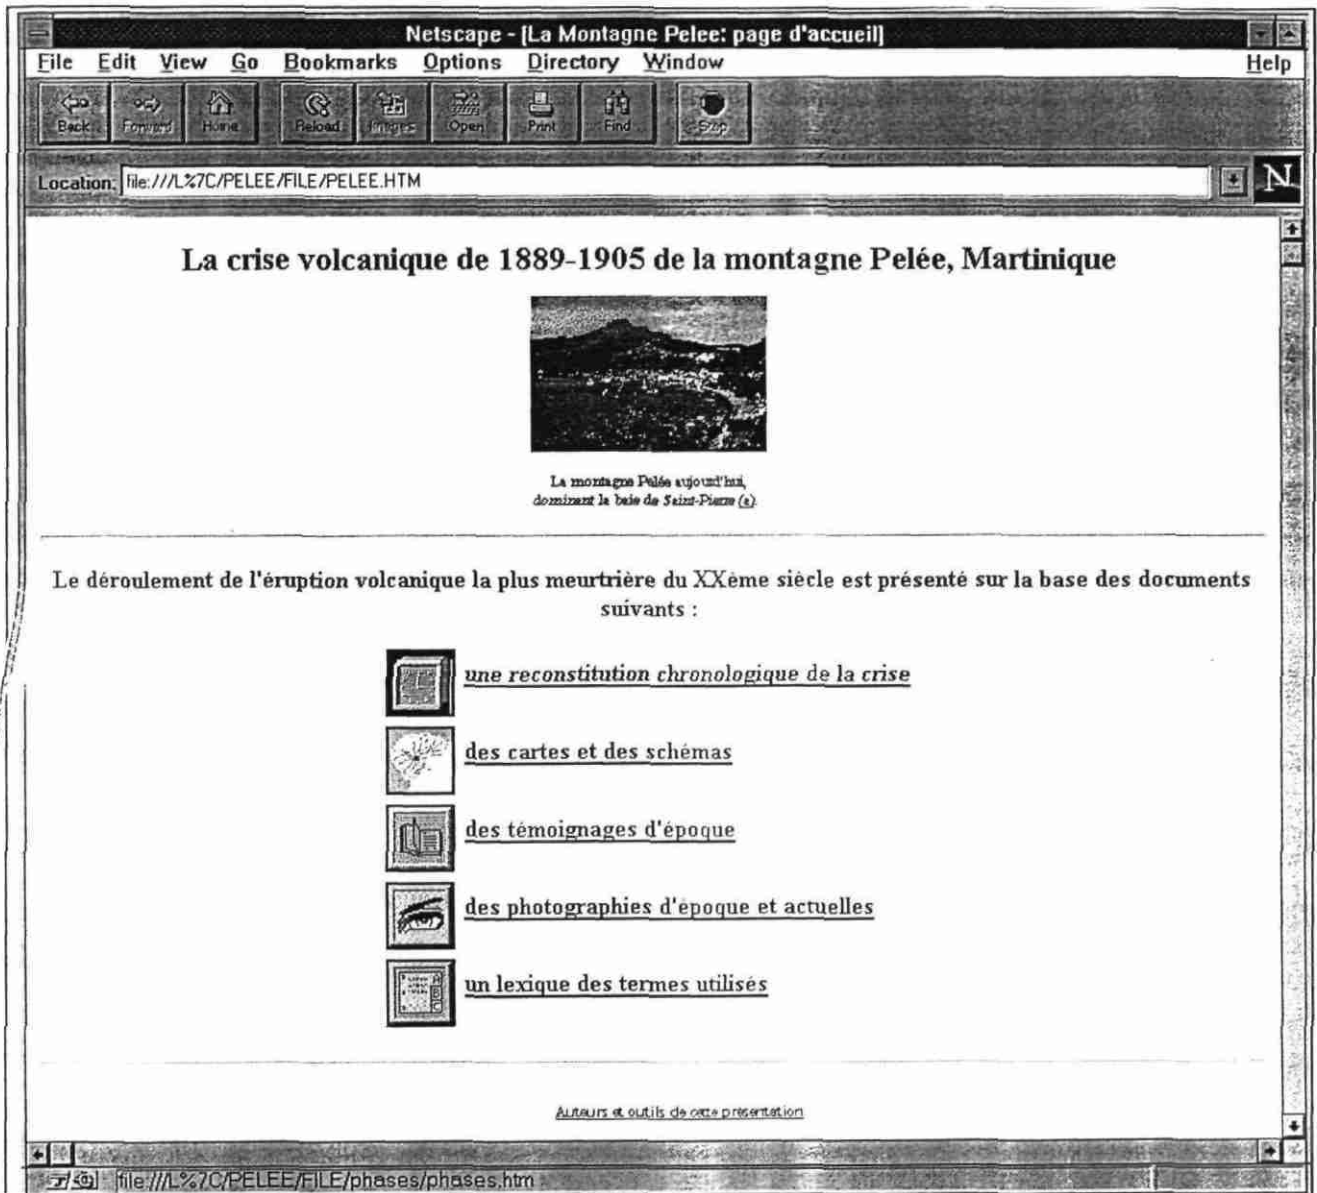 Netscape - [La Montagne Pelee: page d'accueil]
File Edit View Go Bookmarks Options Directory Window Help
Back Forward Home Reload Images Open Print Find Stop
Location: file:///L%7C/PELEE/FILE/PELEE.HTM N
La crise volcanique de 1889-1905 de la montagne Pelée, Martinique
La montagne Pelée aujourd'hui,
dominant la baie de Saint-Pierre (a).
Le déroulement de l'éruption volcanique la plus meurtrière du XXème siècle est présenté sur la base des documents
suivants :
une reconstitution chronologique de la crise
des cartes et des schémas
des témoignages d'époque
des photographies d'époque et actuelles
A
B
C
un lexique des termes utilisés
Auteurs et outils de cette présentation
file:///L%7C/PELEE/FILE/phases/phases.htm